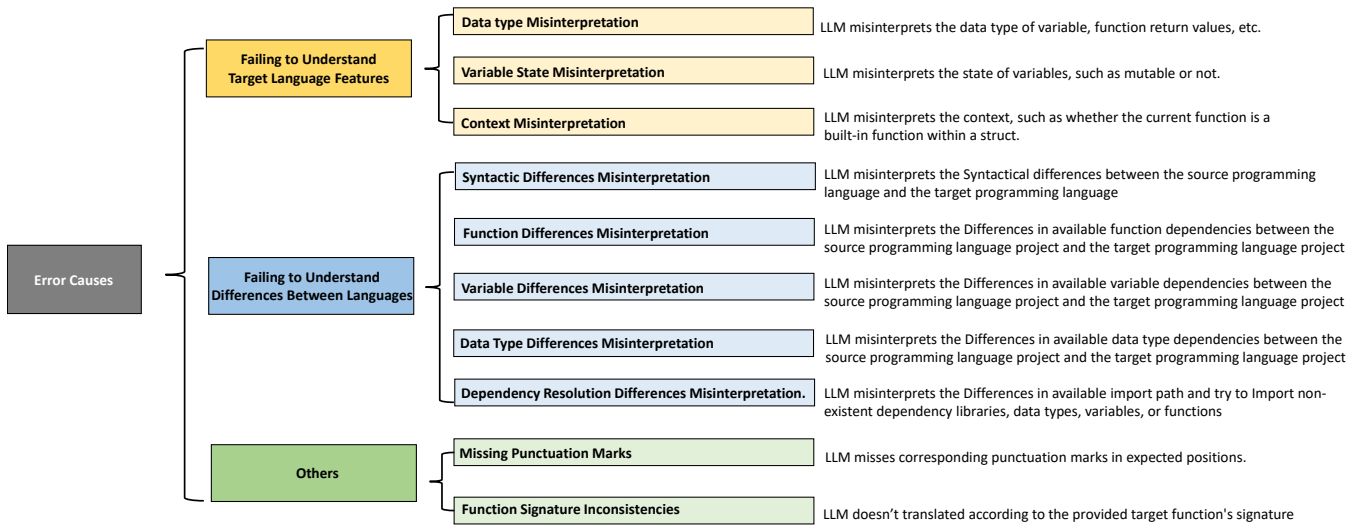 Error Causes
Failing to Understand
Target Language Features
Data type Misinterpretation
LLM misinterprets the data type of variable, function return values, etc.
Variable State Misinterpretation
LLM misinterprets the state of variables, such as mutable or not.
Context Misinterpretation
LLM misinterprets the context, such as whether the current function is a
built-in function within a struct.
Failing to Understand
Differences Between Languages
Syntactic Differences Misinterpretation
LLM misinterprets the Syntactical differences between the source programming
language and the target programming language
Function Differences Misinterpretation
LLM misinterprets the Differences in available function dependencies between the
source programming language project and the target programming language project
Variable Differences Misinterpretation
LLM misinterprets the Differences in available variable dependencies between the
source programming language project and the target programming language project
Data Type Differences Misinterpretation
LLM misinterprets the Differences in available data type dependencies between the
source programming language project and the target programming language project
Dependency Resolution Differences Misinterpretation.
LLM misinterprets the Differences in available import path and try to Import non-
existent dependency libraries, data types, variables, or functions
Others
Missing Punctuation Marks
LLM misses corresponding punctuation marks in expected positions.
Function Signature Inconsistencies
LLM doesn’t translated according to the provided target function's signature